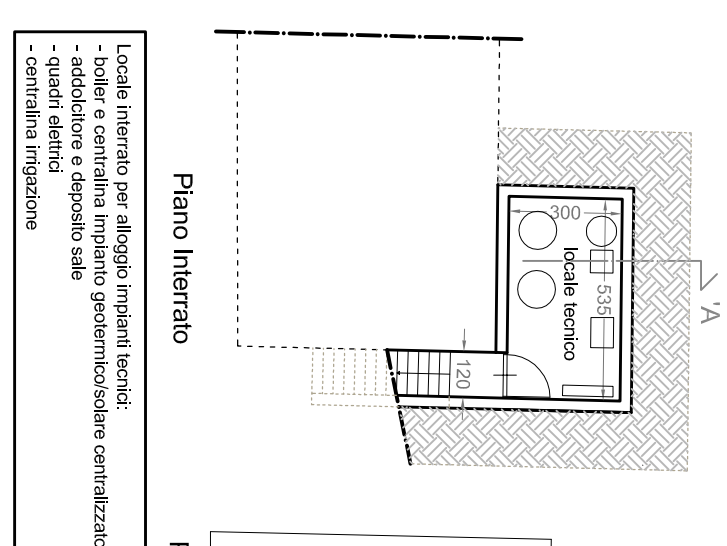 Locale interrato per alloggio impianti tecnici:
- boiler e centralina impianto geotermico/solare centralizzato
- addolcitore e deposito sale
- quadri elettrici
- centralina irrigazione
Piano Interrato
300
535
locale tecnico
120
'A